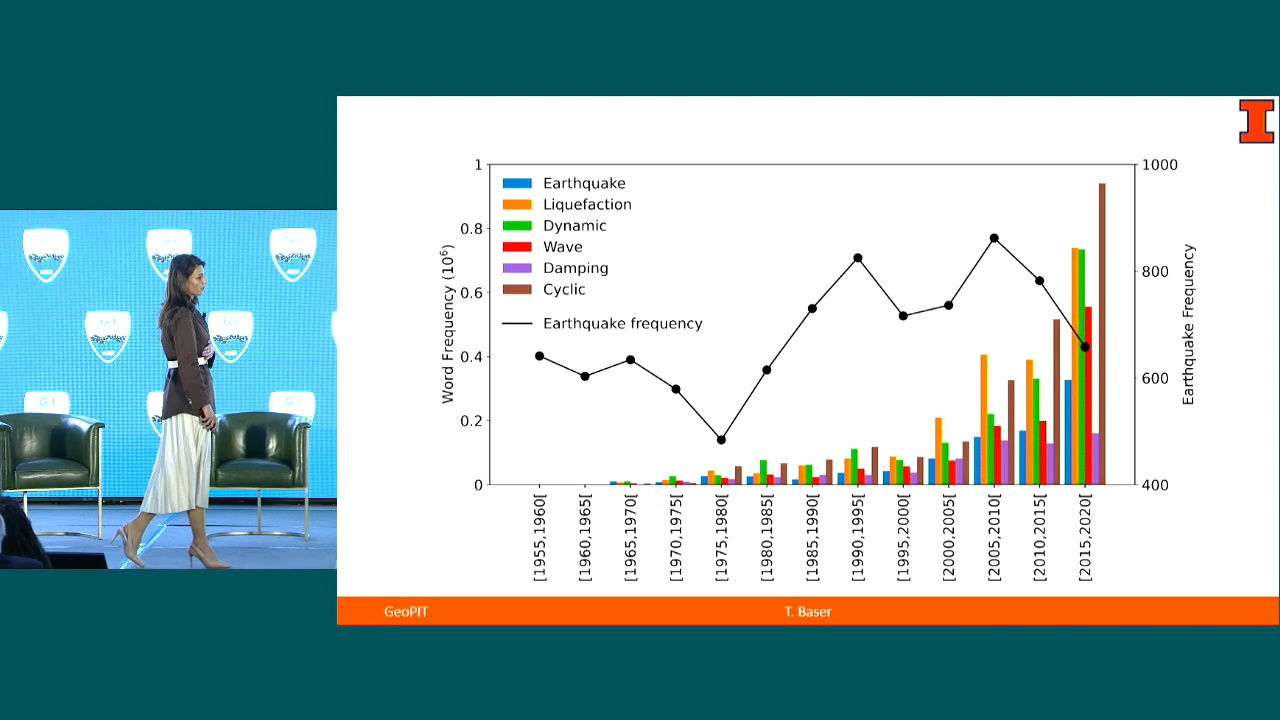 G I
G I
G I
G I
G I
G I
I
1
0.8
0.6
0.4
0.2
0
Word Frequency (10⁶)
Earthquake
Liquefaction
Dynamic
Wave
Damping
Cyclic
Earthquake frequency
1000
800
600
400
Earthquake Frequency
[1955,1960[
[1960,1965[
[1965,1970[
[1970,1975[
[1975,1980[
[1980,1985[
[1985,1990[
[1990,1995[
[1995,2000[
[2000,2005[
[2005,2010[
[2010,2015[
[2015,2020[
GeoPIT
T. Baser